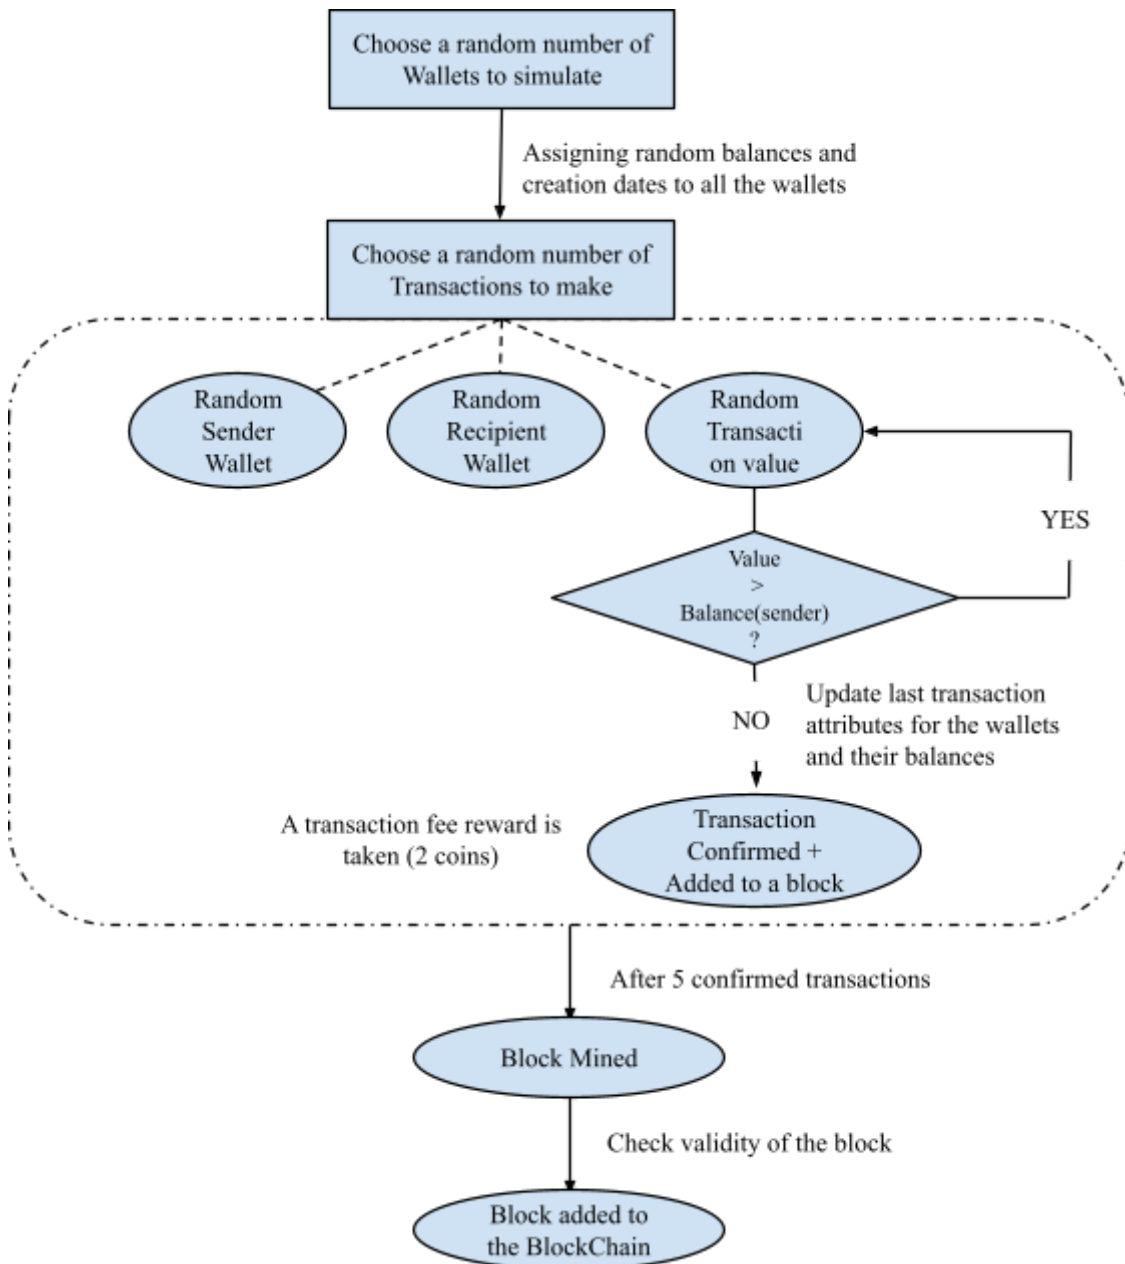 Choose a random number of
Wallets to simulate
Assigning random balances and
creation dates to all the wallets
Choose a random number of
Transactions to make
Random
Sender
Wallet
Random
Recipient
Wallet
Random
Transacti
on value
YES
Value
>
Balance(sender)
?
NO
Update last transaction
attributes for the wallets
and their balances
A transaction fee reward is
taken (2 coins)
Transaction
Confirmed +
Added to a block
After 5 confirmed transactions
Block Mined
Check validity of the block
Block added to
the BlockChain